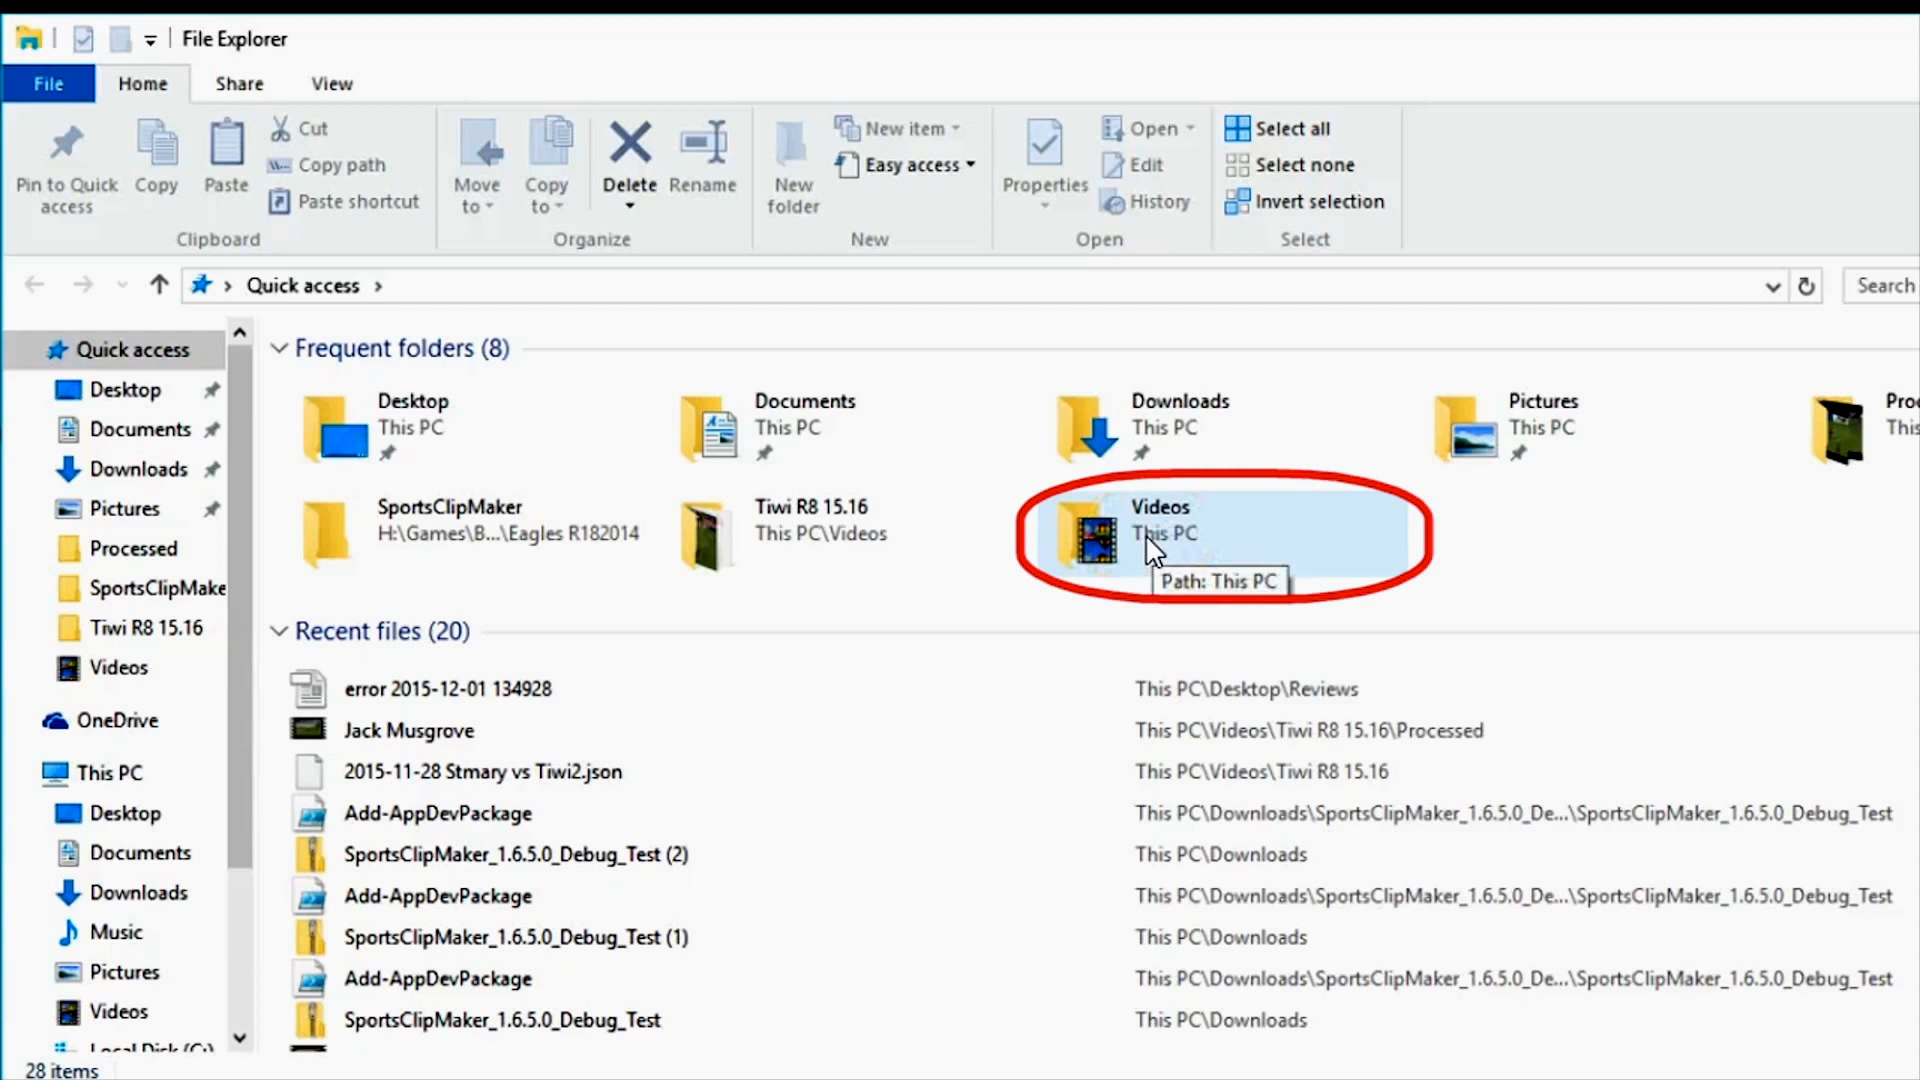 File Explorer
File Home Share View
Pin to Quick access
Copy
Paste
Cut
Copy path
Paste shortcut
Clipboard
Move to
Copy to
Delete
Rename
Organize
New folder
New item
Easy access
New
Properties
Open
Edit
History
Open
Select all
Select none
Invert selection
Select
Quick access
Search
Quick access
Desktop
Documents
Downloads
Pictures
Processed
SportsClipMake
Tiwi R8 15.16
Videos
OneDrive
This PC
Desktop
Documents
Downloads
Music
Pictures
Videos
Local Disk (C:)
28 items
Frequent folders (8)
Desktop
This PC
Documents
This PC
Downloads
This PC
Pictures
This PC
Proc
This
SportsClipMaker
H:\Games\B...\Eagles R182014
Tiwi R8 15.16
This PC\Videos
Videos
This PC
Path: This PC
Recent files (20)
error 2015-12-01 134928 This PC\Desktop\Reviews
Jack Musgrove This PC\Videos\Tiwi R8 15.16\Processed
2015-11-28 Stmary vs Tiwi2.json This PC\Videos\Tiwi R8 15.16
Add-AppDevPackage This PC\Downloads\SportsClipMaker_1.6.5.0_De...\SportsClipMaker_1.6.5.0_Debug_Test
SportsClipMaker_1.6.5.0_Debug_Test (2) This PC\Downloads
Add-AppDevPackage This PC\Downloads\SportsClipMaker_1.6.5.0_De...\SportsClipMaker_1.6.5.0_Debug_Test
SportsClipMaker_1.6.5.0_Debug_Test (1) This PC\Downloads
Add-AppDevPackage This PC\Downloads\SportsClipMaker_1.6.5.0_De...\SportsClipMaker_1.6.5.0_Debug_Test
SportsClipMaker_1.6.5.0_Debug_Test This PC\Downloads